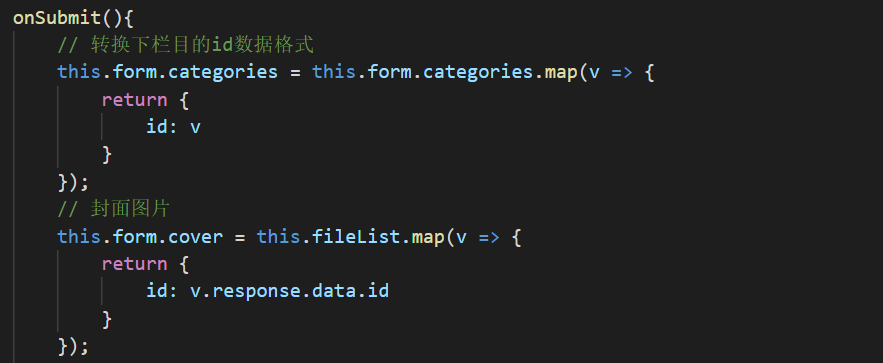 onSubmit(){
// 转换下栏目的id数据格式
this.form.categories = this.form.categories.map(v => {
return {
id: v
}
});
// 封面图片
this.form.cover = this.fileList.map(v => {
return {
id: v.response.data.id
}
});